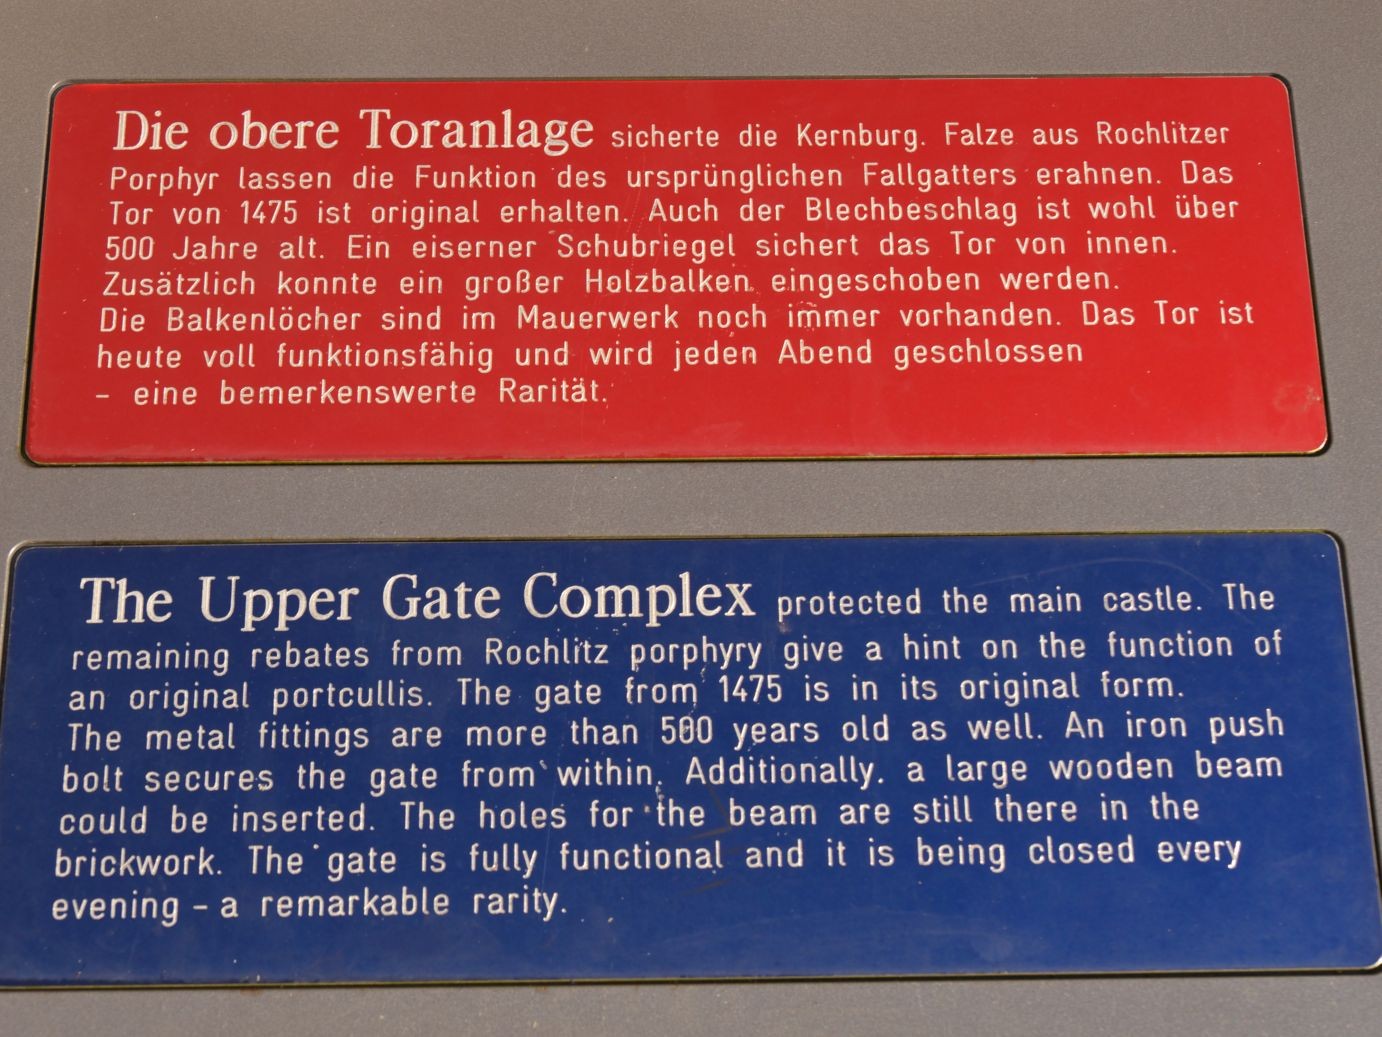 Die obere Toranlage sicherte die Kernburg. Falze aus Rochlitzer
Porphyr lassen die Funktion des ursprünglichen Fallgatters erahnen. Das
Tor von 1475 ist original erhalten. Auch der Blechbeschlag ist wohl über
500 Jahre alt. Ein eiserner Schubriegel sichert das Tor von innen.
Zusätzlich konnte ein großer Holzbalken eingeschoben werden.
Die Balkenlöcher sind im Mauerwerk noch immer vorhanden. Das Tor ist
heute voll funktionsfähig und wird jeden Abend geschlossen
– eine bemerkenswerte Rarität.
The Upper Gate Complex protected the main castle. The
remaining rebates from Rochlitz porphyry give a hint on the function of
an original portcullis. The gate from 1475 is in its original form.
The metal fittings are more than 500 years old as well. An iron push
bolt secures the gate from within. Additionally. a large wooden beam
could be inserted. The holes for the beam are still there in the
brickwork. The gate is fully functional and it is being closed every
evening – a remarkable rarity.